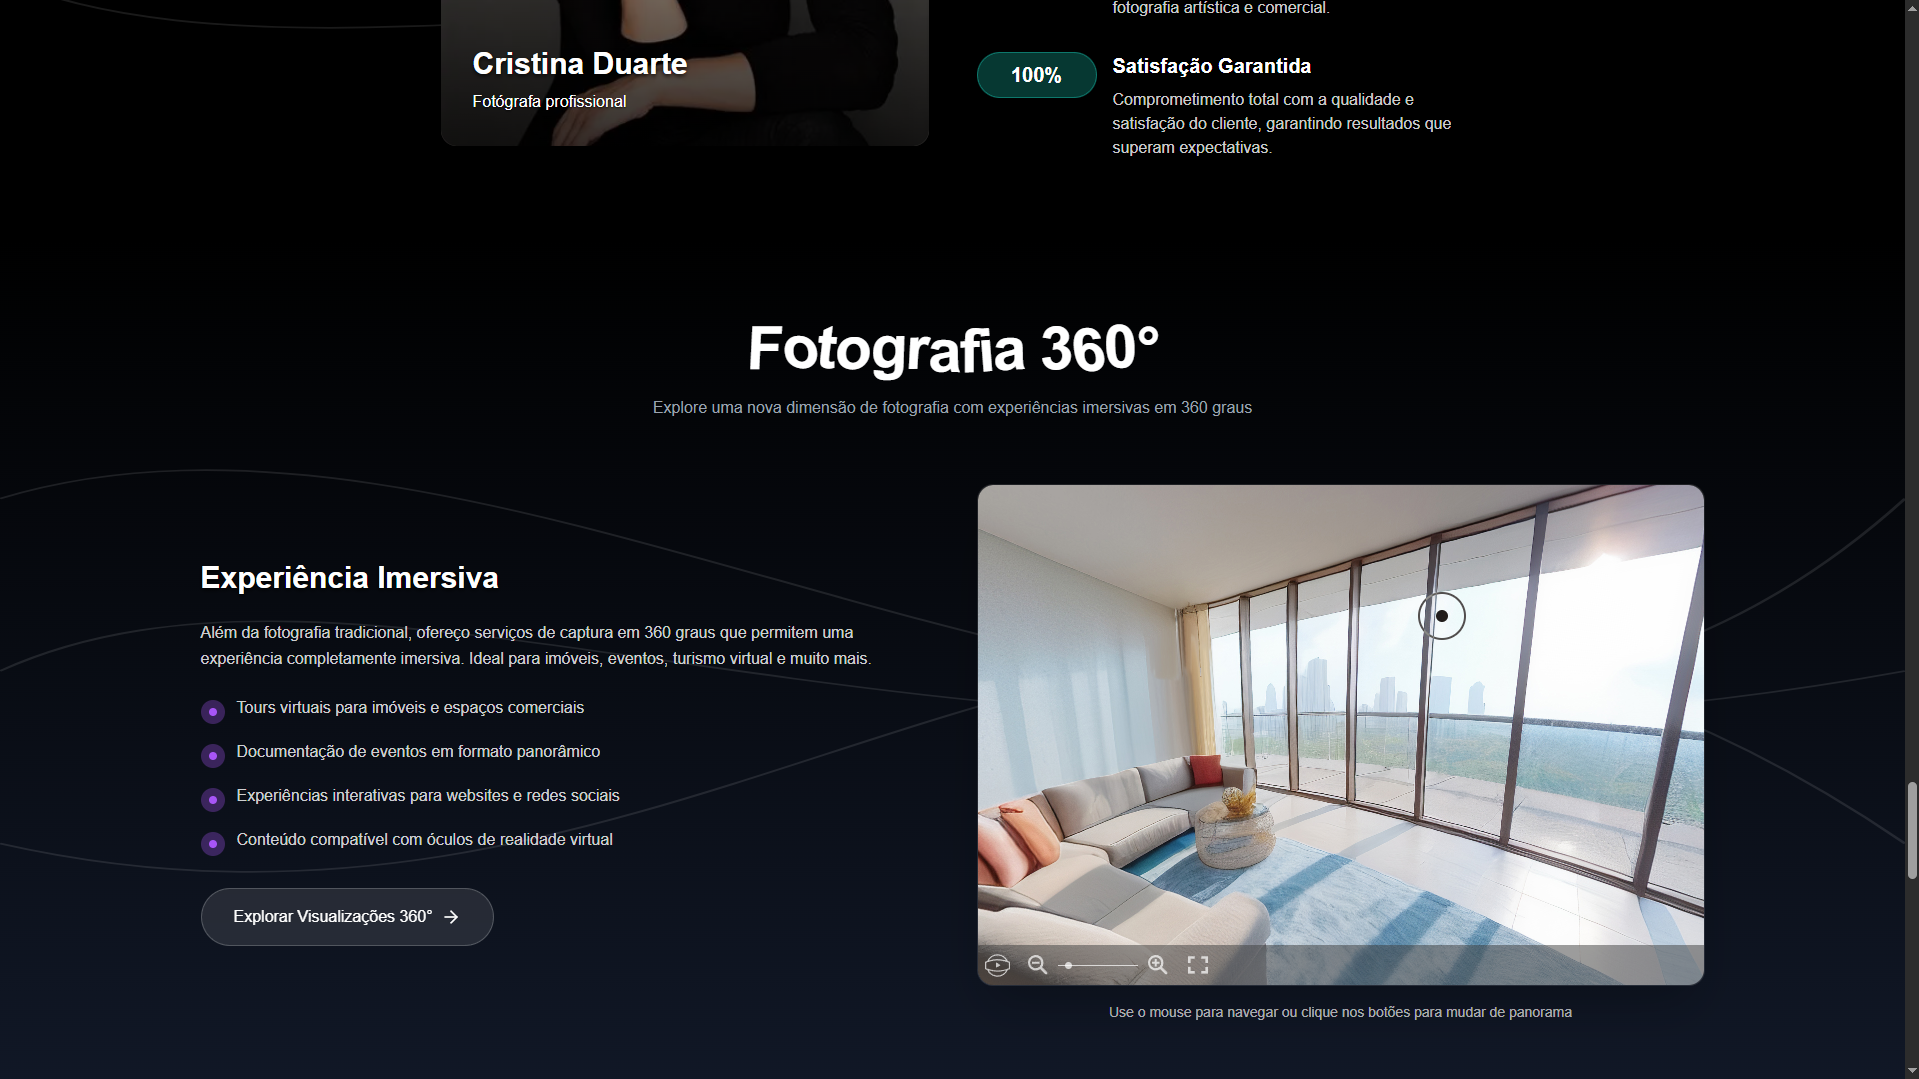 fotografia artística e comercial.
Cristina Duarte
Fotógrafa profissional
100%
Satisfação Garantida
Comprometimento total com a qualidade e
satisfação do cliente, garantindo resultados que
superam expectativas.
Fotografia 360°
Explore uma nova dimensão de fotografia com experiências imersivas em 360 graus
Experiência Imersiva
Além da fotografia tradicional, ofereço serviços de captura em 360 graus que permitem uma
experiência completamente imersiva. Ideal para imóveis, eventos, turismo virtual e muito mais.
Tours virtuais para imóveis e espaços comerciais
Documentação de eventos em formato panorâmico
Experiências interativas para websites e redes sociais
Conteúdo compatível com óculos de realidade virtual
Explorar Visualizações 360°
Use o mouse para navegar ou clique nos botões para mudar de panorama